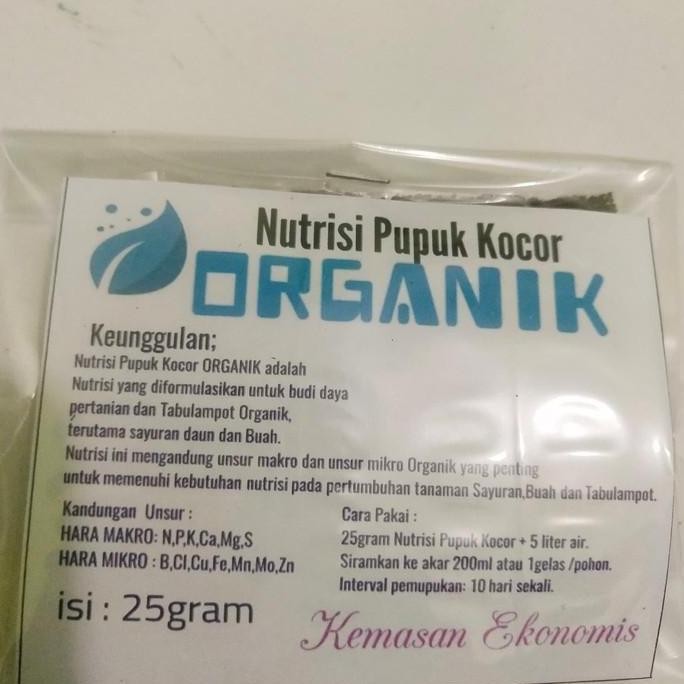 Nutrisi Pupuk Kocor
ORGANIK
Keunggulan;
Nutrisi Pupuk Kocor ORGANIK adalah
Nutrisi yang diformulasikan untuk budi daya
pertanian dan Tabulampot Organik,
terutama sayuran daun dan Buah.
Nutrisi ini mengandung unsur makro dan unsur mikro Organik yang penting
untuk memenuhi kebutuhan nutrisi pada pertumbuhan tanaman Sayuran,Buah dan Tabulampot.
Kandungan Unsur :
HARA MAKRO: N,P,K,Ca,Mg,S
HARA MIKRO : B,Cl,Cu,Fe,Mn,Mo,Zn
Cara Pakai :
25gram Nutrisi Pupuk Kocor + 5 liter air.
Siramkan ke akar 200ml atau 1gelas /pohon.
Interval pemupukan: 10 hari sekali.
isi : 25gram
Kemasan Ekonomis